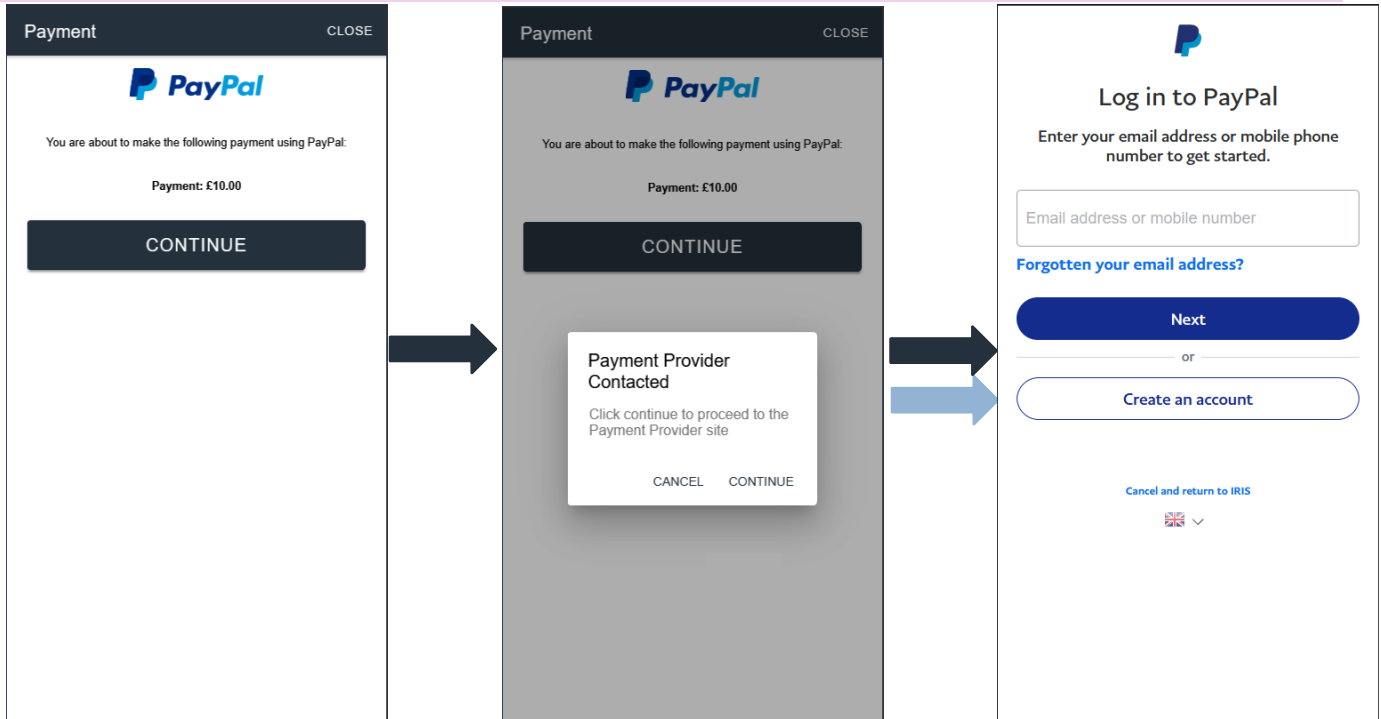 Payment
CLOSE
PayPal
You are about to make the following payment using PayPal:
Payment: £10.00
CONTINUE
Payment
CLOSE
PayPal
You are about to make the following payment using PayPal:
Payment: £10.00
CONTINUE
Payment Provider
Contacted
Click continue to proceed to the
Payment Provider site
CANCEL
CONTINUE
Log in to PayPal
Enter your email address or mobile phone
number to get started.
Email address or mobile number
Forgotten your email address?
Next
or
Create an account
Cancel and return to IRIS